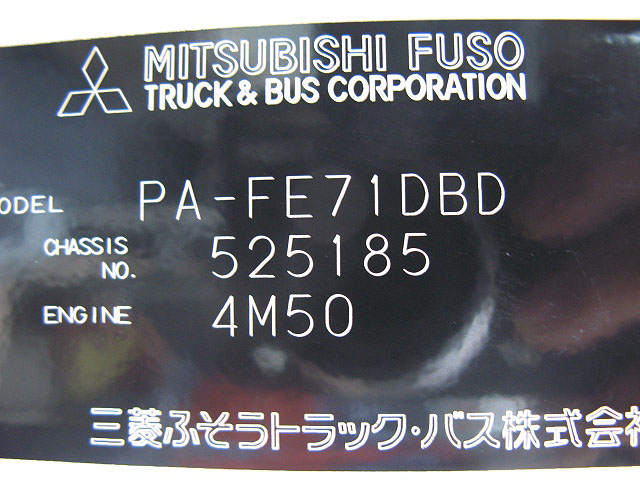 MITSUBISHI FUSO
TRUCK & BUS CORPORATION
ODEL PA-FE71DBD
CHASSIS NO. 525185
ENGINE 4M50
三菱ふそうトラック・バス株式会